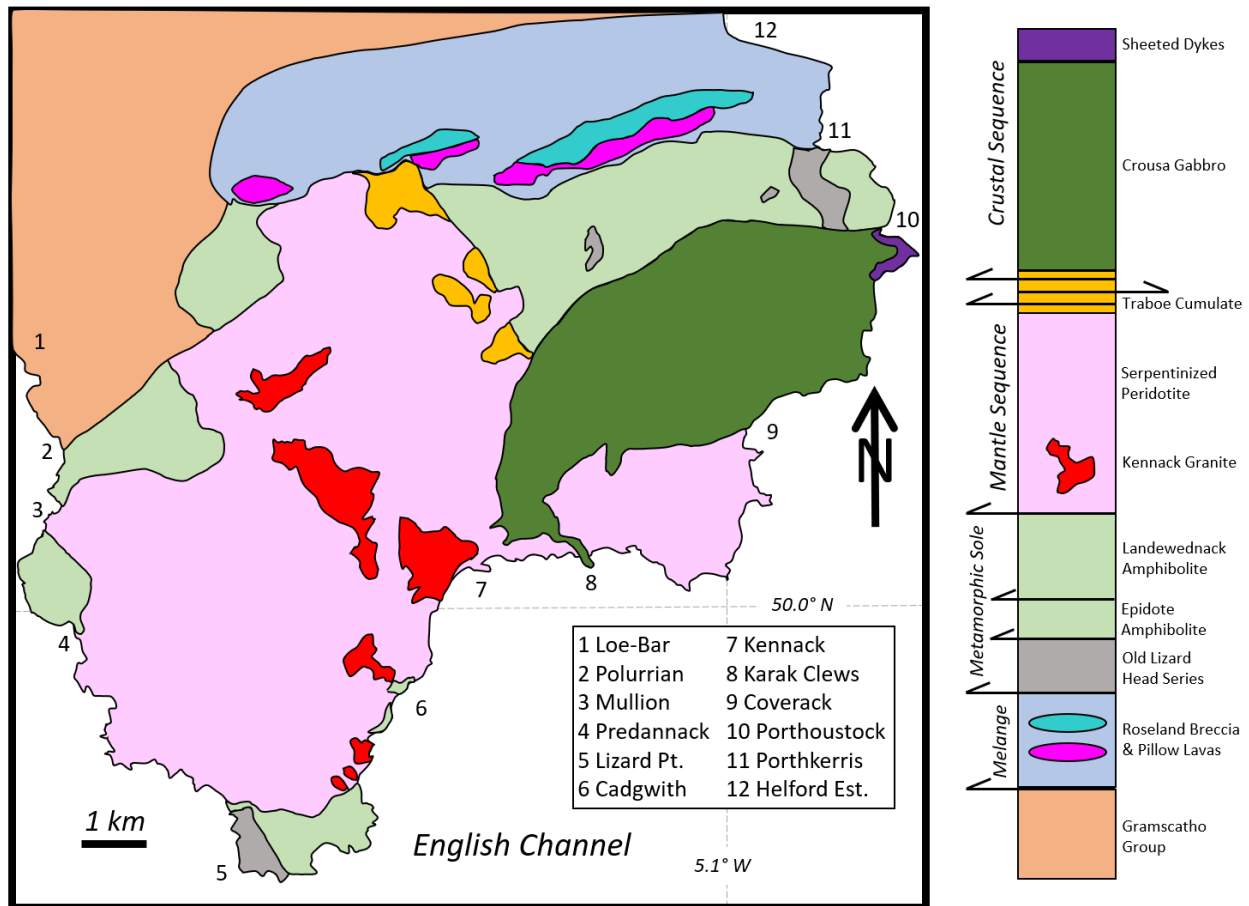 12
11
10
1
2
9
3
7
8
4
6
5
N
50.0° N
5.1° W
1 km
English Channel
1 Loe-Bar
2 Polurrian
3 Mullion
4 Predannack
5 Lizard Pt.
6 Cadgwith
7 Kennack
8 Karak Clews
9 Coverack
10 Porthoustock
11 Porthkerris
12 Helford Est.
Crustal Sequence
Mantle Sequence
Metamorphic Sole
Melange
Sheeted Dykes
Crousa Gabbro
Traboe Cumulate
Serpentinized
Peridotite
Kennack Granite
Landewednack
Amphibolite
Epidote
Amphibolite
Old Lizard
Head Series
Roseland Breccia
& Pillow Lavas
Gramscatho
Group